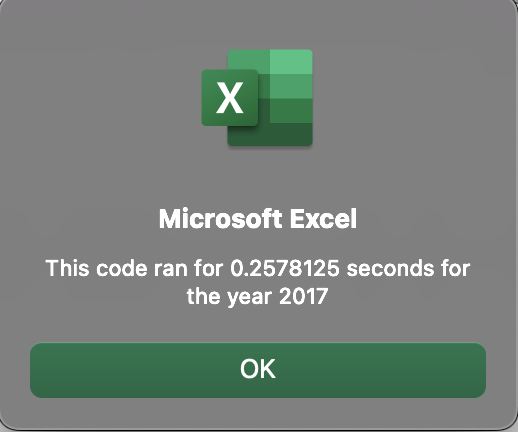 X
Microsoft Excel
This code ran for 0.2578125 seconds for
the year 2017
OK